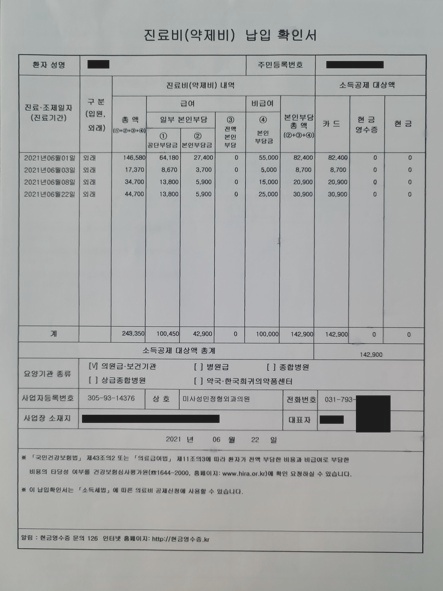 진료비(약제비) 납입 확인서
환자 성명 주민등록번호
진료·조제일자 (진료기간) 구 분 (입원, 외래) 진료비(약제비) 내역 소득공제 대상액
총 액 (①+②+③+④) 급여 비급여 본인부담 총 액 (②+③+④) 카 드 현 금 영수증 현 금
일부 본인부담 ③ 전액 본인 부담 ④ 본인 부담금
① 공단부담금 ② 본인부담금
2021년06월01일 외래 146,580 64,180 27,400 0 55,000 82,400 82,400 0 0
2021년06월03일 외래 17,370 8,670 3,700 0 5,000 8,700 8,700 0 0
2021년06월08일 외래 34,700 13,800 5,900 0 15,000 20,900 20,900 0 0
2021년06월22일 외래 44,700 13,800 5,900 0 25,000 30,900 30,900 0 0
계 243,350 100,450 42,900 0 100,000 142,900 142,900 0 0
소득공제 대상액 총계 142,900
요양기관 종류 [V] 의원급·보건기관 [ ] 병원급 [ ] 종합병원
[ ] 상급종합병원 [ ] 약국·한국희귀의약품센터
사업자등록번호 305-93-14376 상 호 미사성인정형외과의원 전화번호 031-793-
사업장 소재지 대표자
2021 년 06 월 22 일
※ 「국민건강보험법」 제43조의2 또는 「의료급여법」 제11조의3에 따라 환자가 전액 부담한 비용과 비급여로 부담한
비용의 타당성 여부를 건강보험심사평가원(☎1644-2000, 홈페이지: www.hira.or.kr)에 확인 요청하실 수 있습니다.
※ 이 납입확인서는 「소득세법」에 따른 의료비 공제신청에 사용할 수 있습니다.
알림 : 현금영수증 문의 126 인터넷 홈페이지: http://현금영수증.kr